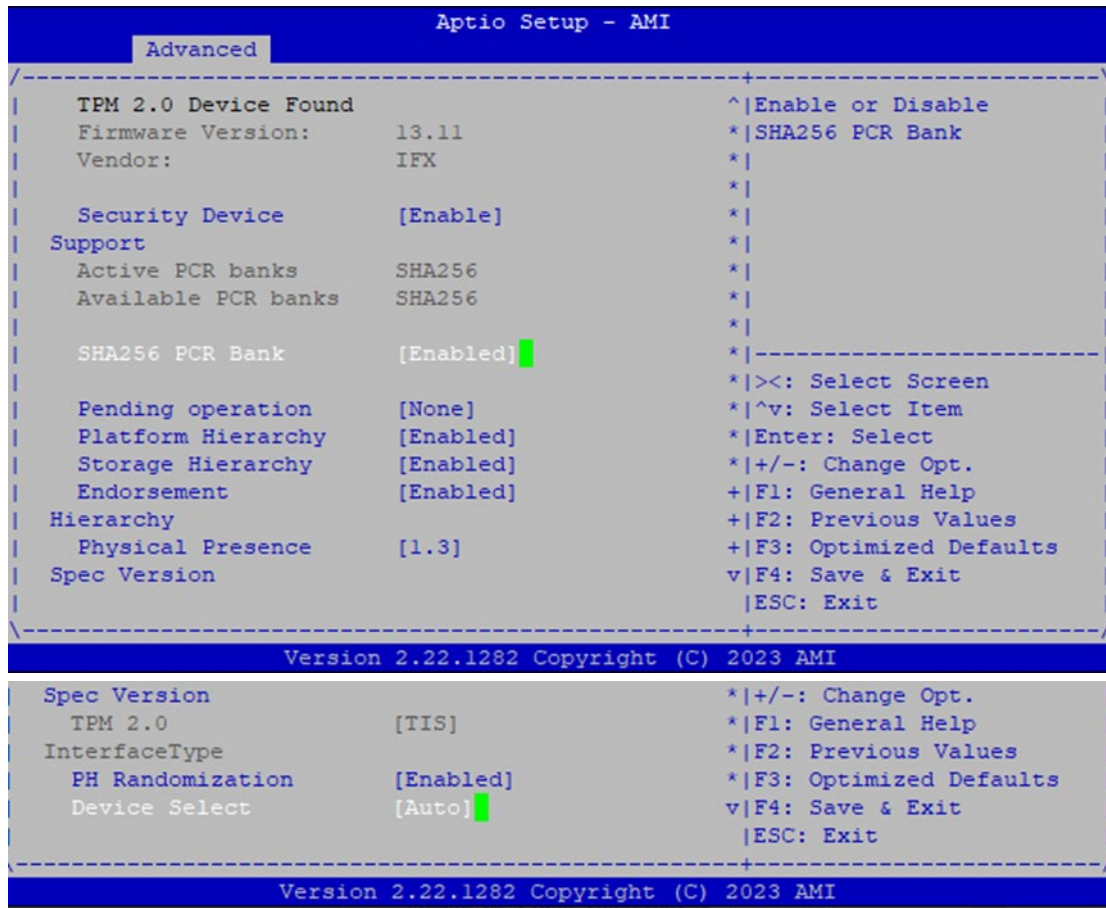 Aptio Setup - AMI
Advanced
/----------------------------------------------------+-------------------------\
| TPM 2.0 Device Found ^|Enable or Disable |
| Firmware Version: 13.11 *|SHA256 PCR Bank |
| Vendor: IFX *| |
| *| |
| Security Device [Enable] *| |
| Support *| |
| Active PCR banks SHA256 *| |
| Available PCR banks SHA256 *| |
| *| |
| SHA256 PCR Bank [Enabled] *|-------------------------|
| *|><: Select Screen |
| Pending operation [None] *|^v: Select Item |
| Platform Hierarchy [Enabled] *|Enter: Select |
| Storage Hierarchy [Enabled] *|+/-: Change Opt. |
| Endorsement [Enabled] +|F1: General Help |
| Hierarchy +|F2: Previous Values |
| Physical Presence [1.3] +|F3: Optimized Defaults |
| Spec Version v|F4: Save & Exit |
| |ESC: Exit |
\----------------------------------------------------+-------------------------/
Version 2.22.1282 Copyright (C) 2023 AMI
| Spec Version *|+/-: Change Opt. |
| TPM 2.0 [TIS] *|F1: General Help |
| InterfaceType *|F2: Previous Values |
| PH Randomization [Enabled] *|F3: Optimized Defaults |
| Device Select [Auto] v|F4: Save & Exit |
| |ESC: Exit |
\----------------------------------------------------+-------------------------/
Version 2.22.1282 Copyright (C) 2023 AMI